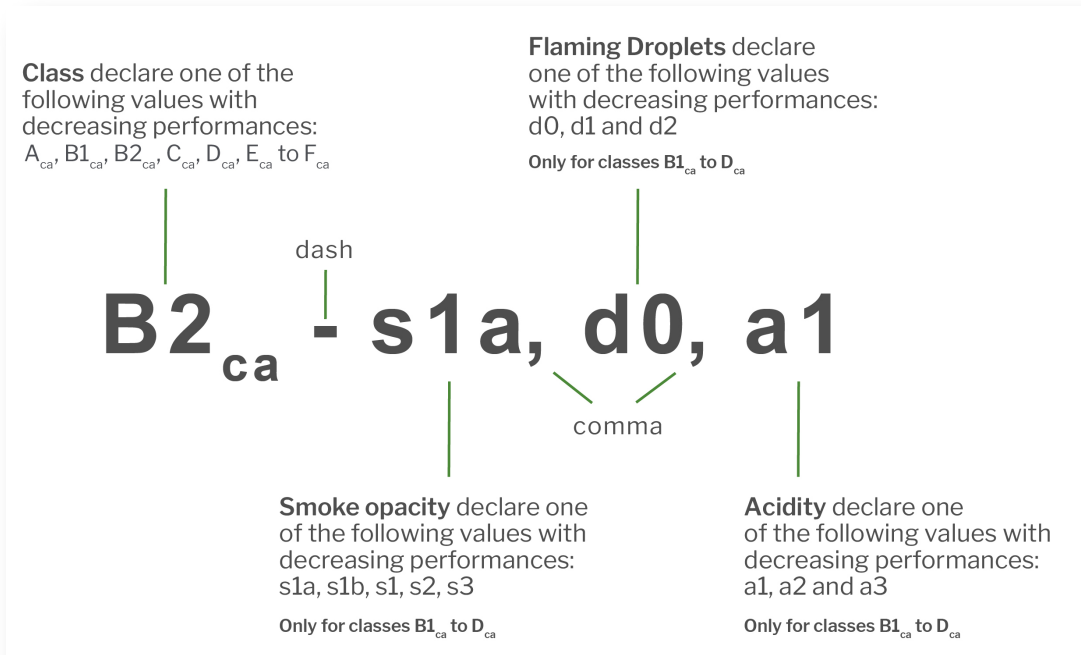 Class declare one of the
following values with
decreasing performances:
Aca, B1ca, B2ca, Cca, Dca, Eca to Fca
Flaming Droplets declare
one of the following values
with decreasing performances:
d0, d1 and d2
Only for classes B1ca to Dca
dash
B2ca - s1a, d0, a1
comma
Smoke opacity declare one
of the following values with
decreasing performances:
s1a, s1b, s1, s2, s3
Only for classes B1ca to Dca
Acidity declare one
of the following values with
decreasing performances:
a1, a2 and a3
Only for classes B1ca to Dca